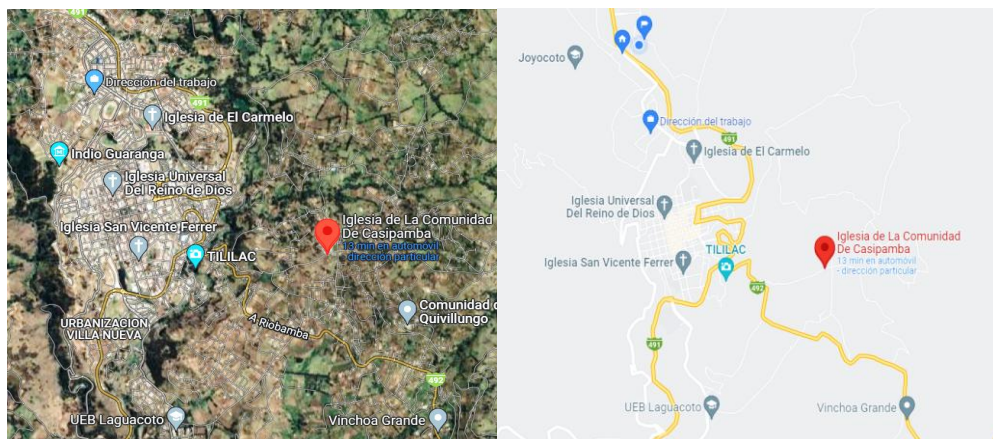 491
Dirección del trabajo
491
Iglesia de El Carmelo
Indio Guaranga
Iglesia Universal
Del Reino de Dios
Iglesia de La Comunidad
De Casipamba
13 min en automóvil
- dirección particular
Iglesia San Vicente Ferrer
TILILAC
Comunidad d
Quivillungo
URBANIZACION
VILLA NUEVA
A Riobamba
492
UEB Laguacoto
Vinchoa Grande
Joyocoto
Dirección del trabajo
491
Iglesia de El Carmelo
Iglesia Universal
Del Reino de Dios
Iglesia de La Comunidad
De Casipamba
13 min en automóvil
- dirección particular
TILILAC
Iglesia San Vicente Ferrer
492
491
UEB Laguacoto
Vinchoa Grande